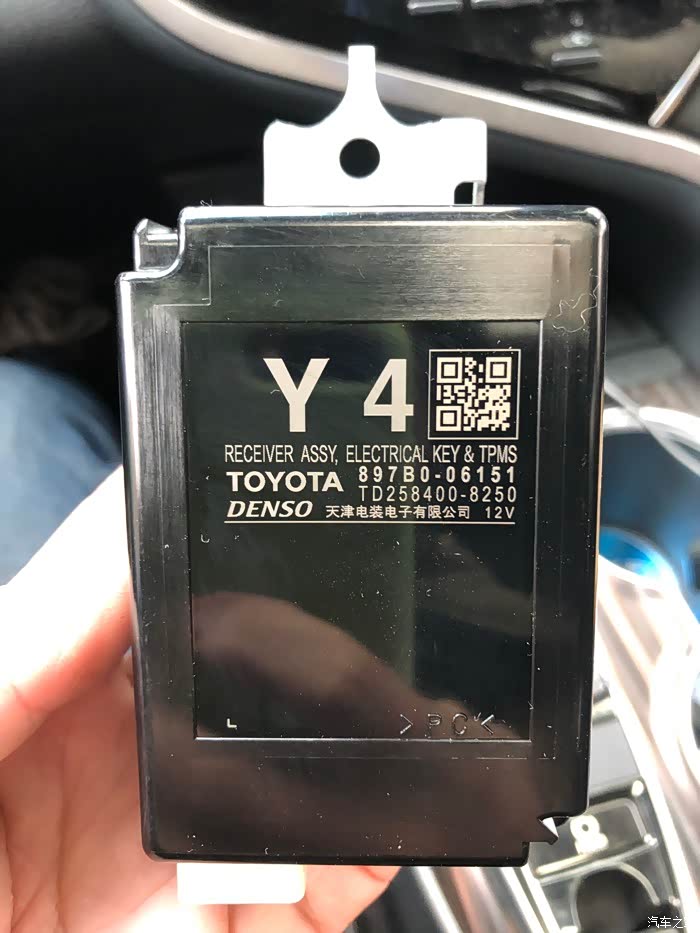 Y 4
RECEIVER ASSY, ELECTRICAL KEY & TPMS
TOYOTA 897B0-06151
TD258400-8250
DENSO 天津电装电子有限公司 12V
L
>PC<
汽车之